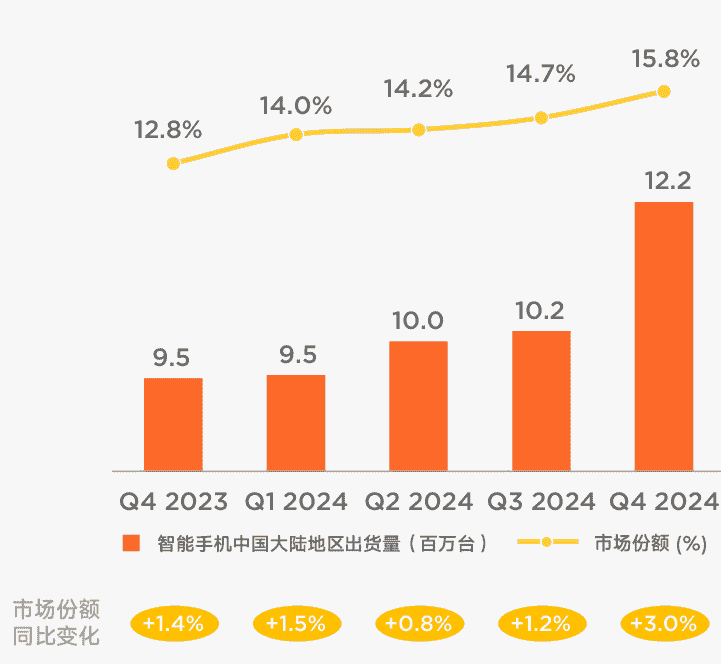 12.8% 14.0% 14.2% 14.7% 15.8%
9.5 9.5 10.0 10.2 12.2
Q4 2023 Q1 2024 Q2 2024 Q3 2024 Q4 2024
智能手机中国大陆地区出货量(百万台) 市场份额 (%)
市场份额
同比变化
+1.4% +1.5% +0.8% +1.2% +3.0%